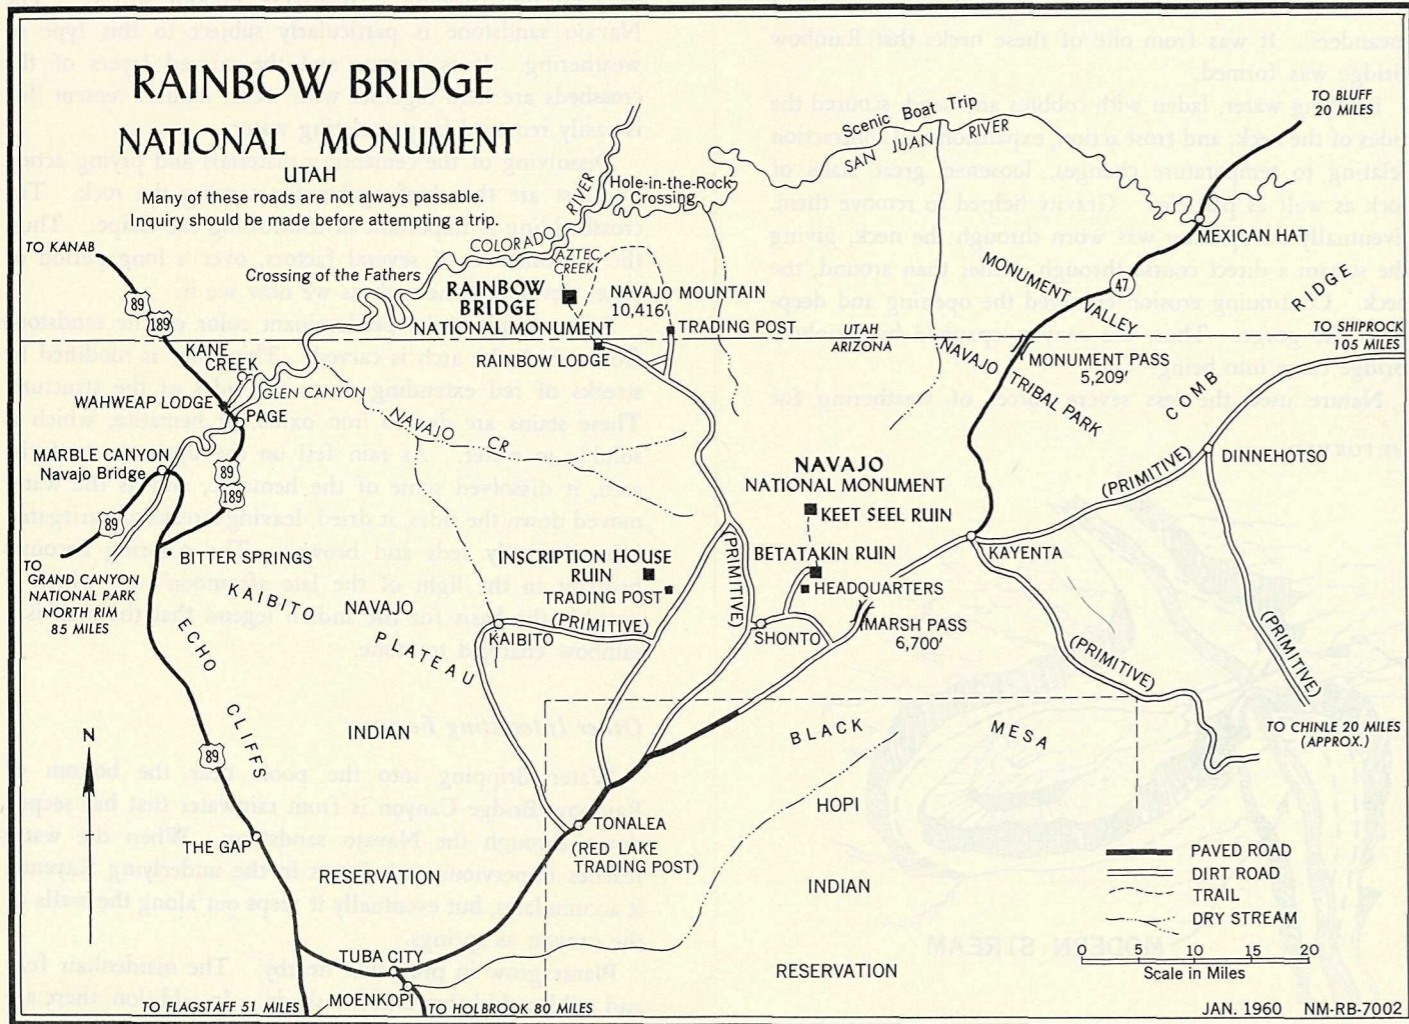 RAINBOW BRIDGE
NATIONAL MONUMENT
UTAH
Many of these roads are not always passable.
Inquiry should be made before attempting a trip.
TO BLUFF
20 MILES
Scenic Boat Trip
SAN JUAN RIVER
Hole-in-the-Rock
Crossing
COLORADO RIVER
TO KANAB
Crossing of the Fathers
AZTEC
CREEK
RAINBOW
BRIDGE
NATIONAL MONUMENT
NAVAJO MOUNTAIN
10,416'
TRADING POST
RAINBOW LODGE
MEXICAN HAT
MONUMENT
VALLEY
47
COMB RIDGE
89
189
UTAH
ARIZONA
TO SHIPROCK
105 MILES
NAVAJO TRIBAL PARK
MONUMENT PASS
5,209'
KANE
CREEK
GLEN CANYON
WAHWEAP LODGE
PAGE
NAVAJO CR.
MARBLE CANYON
Navajo Bridge
89
189
89
TO
GRAND CANYON
NATIONAL PARK
NORTH RIM
85 MILES
BITTER SPRINGS
NAVAJO
NATIONAL MONUMENT
KEET SEEL RUIN
BETATAKIN RUIN
HEADQUARTERS
(PRIMITIVE)
DINNEHOTSO
KAYENTA
INSCRIPTION HOUSE
RUIN
TRADING POST
(PRIMITIVE)
KAIBITO
PLATEAU
NAVAJO
KAIBITO
(PRIMITIVE)
SHONTO
MARSH PASS
6,700'
(PRIMITIVE)
(PRIMITIVE)
ECHO CLIFFS
89
N
INDIAN
BLACK MESA
TO CHINLE 20 MILES
(APPROX.)
HOPI
TONALEA
(RED LAKE
TRADING POST)
THE GAP
RESERVATION
INDIAN
RESERVATION
PAVED ROAD
DIRT ROAD
TRAIL
DRY STREAM
0 5 10 20
Scale in Miles
TUBA CITY
MOENKOPI
TO FLAGSTAFF 51 MILES
TO HOLBROOK 80 MILES
JAN. 1960 NM-RB-7002